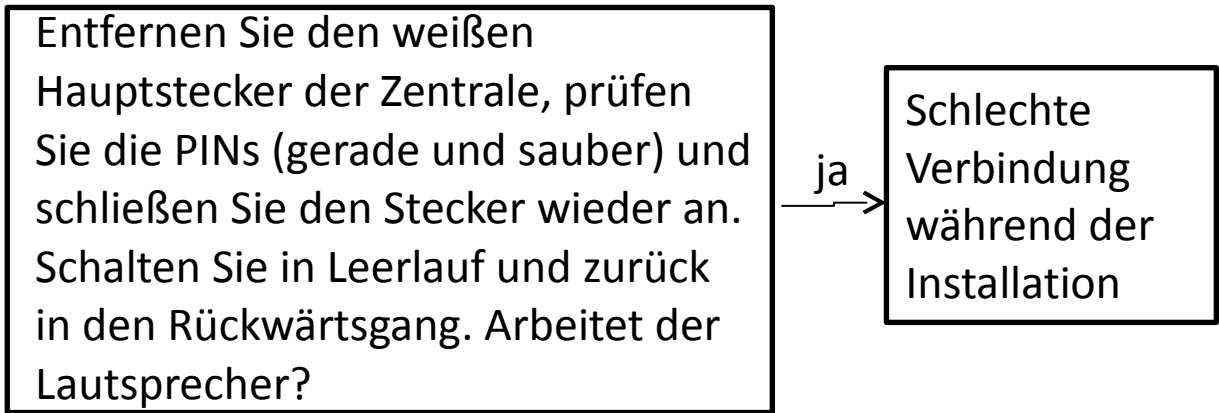 Entfernen Sie den weißen
Hauptstecker der Zentrale, prüfen
Sie die PINs (gerade und sauber) und
schließen Sie den Stecker wieder an.
Schalten Sie in Leerlauf und zurück
in den Rückwärtsgang. Arbeitet der
Lautsprecher?
ja
Schlechte
Verbindung
während der
Installation